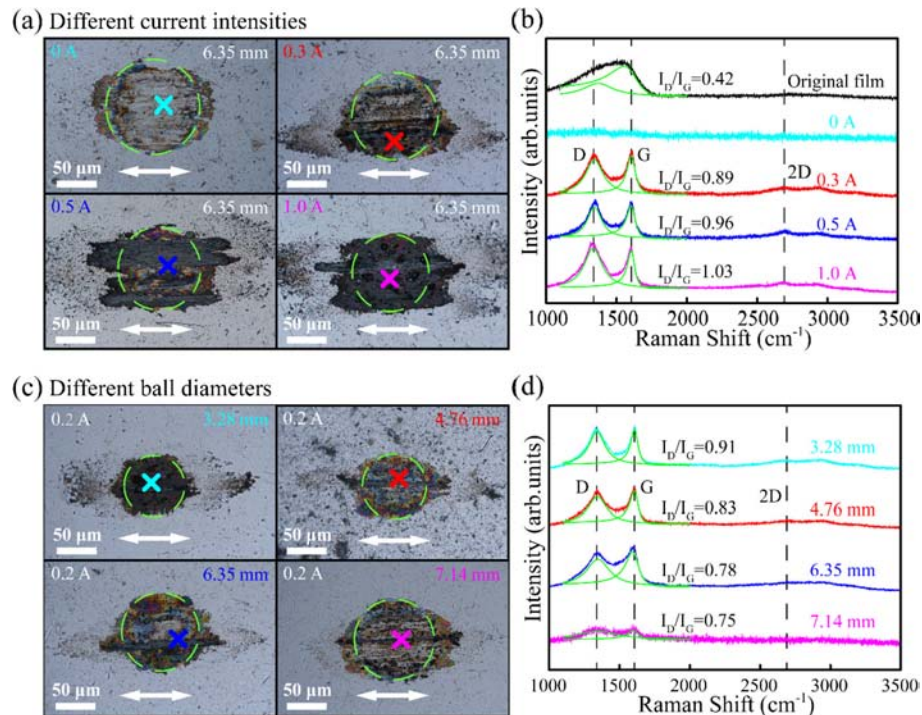 (a) Different current intensities
0 A 6.35 mm
50 μm
0.3 A 6.35 mm
50 μm
0.5 A 6.35 mm
50 μm
1.0 A 6.35 mm
50 μm
(b)
Intensity (arb.units)
I_D/I_G=0.42 Original film
0 A
D G 2D
I_D/I_G=0.89 0.3 A
I_D/I_G=0.96 0.5 A
I_D/I_G=1.03 1.0 A
1000 1500 2000 2500 3000 3500
Raman Shift (cm⁻¹)
(c) Different ball diameters
0.2 A 3.28 mm
50 μm
0.2 A 4.76 mm
50 μm
0.2 A 6.35 mm
50 μm
0.2 A 7.14 mm
50 μm
(d)
Intensity (arb.units)
I_D/I_G=0.91 3.28 mm
D G 2D
I_D/I_G=0.83 4.76 mm
I_D/I_G=0.78 6.35 mm
I_D/I_G=0.75 7.14 mm
1000 1500 2000 2500 3000 3500
Raman Shift (cm⁻¹)